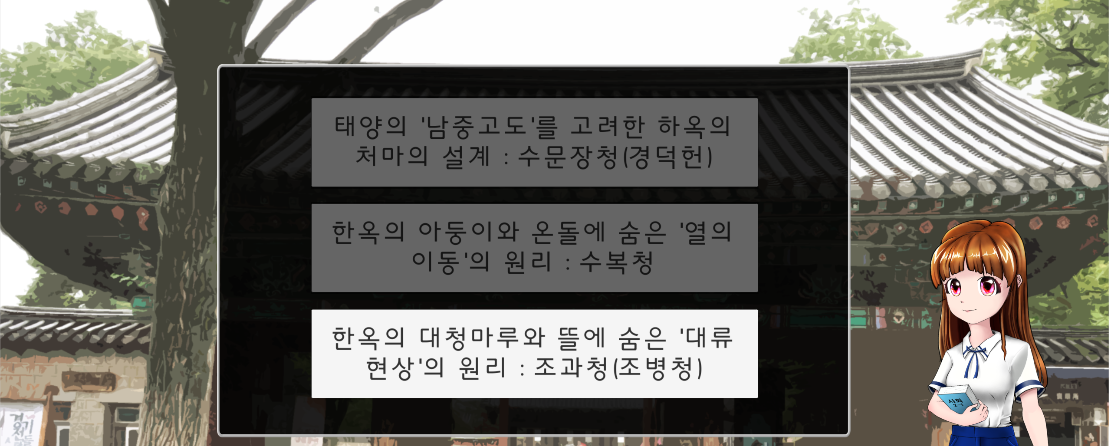 태양의 '남중고도'를 고려한 하옥의
처마의 설계 : 수문장청(경덕헌)
한옥의 아둥이와 온돌에 숨은 '열의
이동'의 원리 : 수복청
한옥의 대청마루와 뜰에 숨은 '대류
현상'의 원리 : 조과청(조병청)